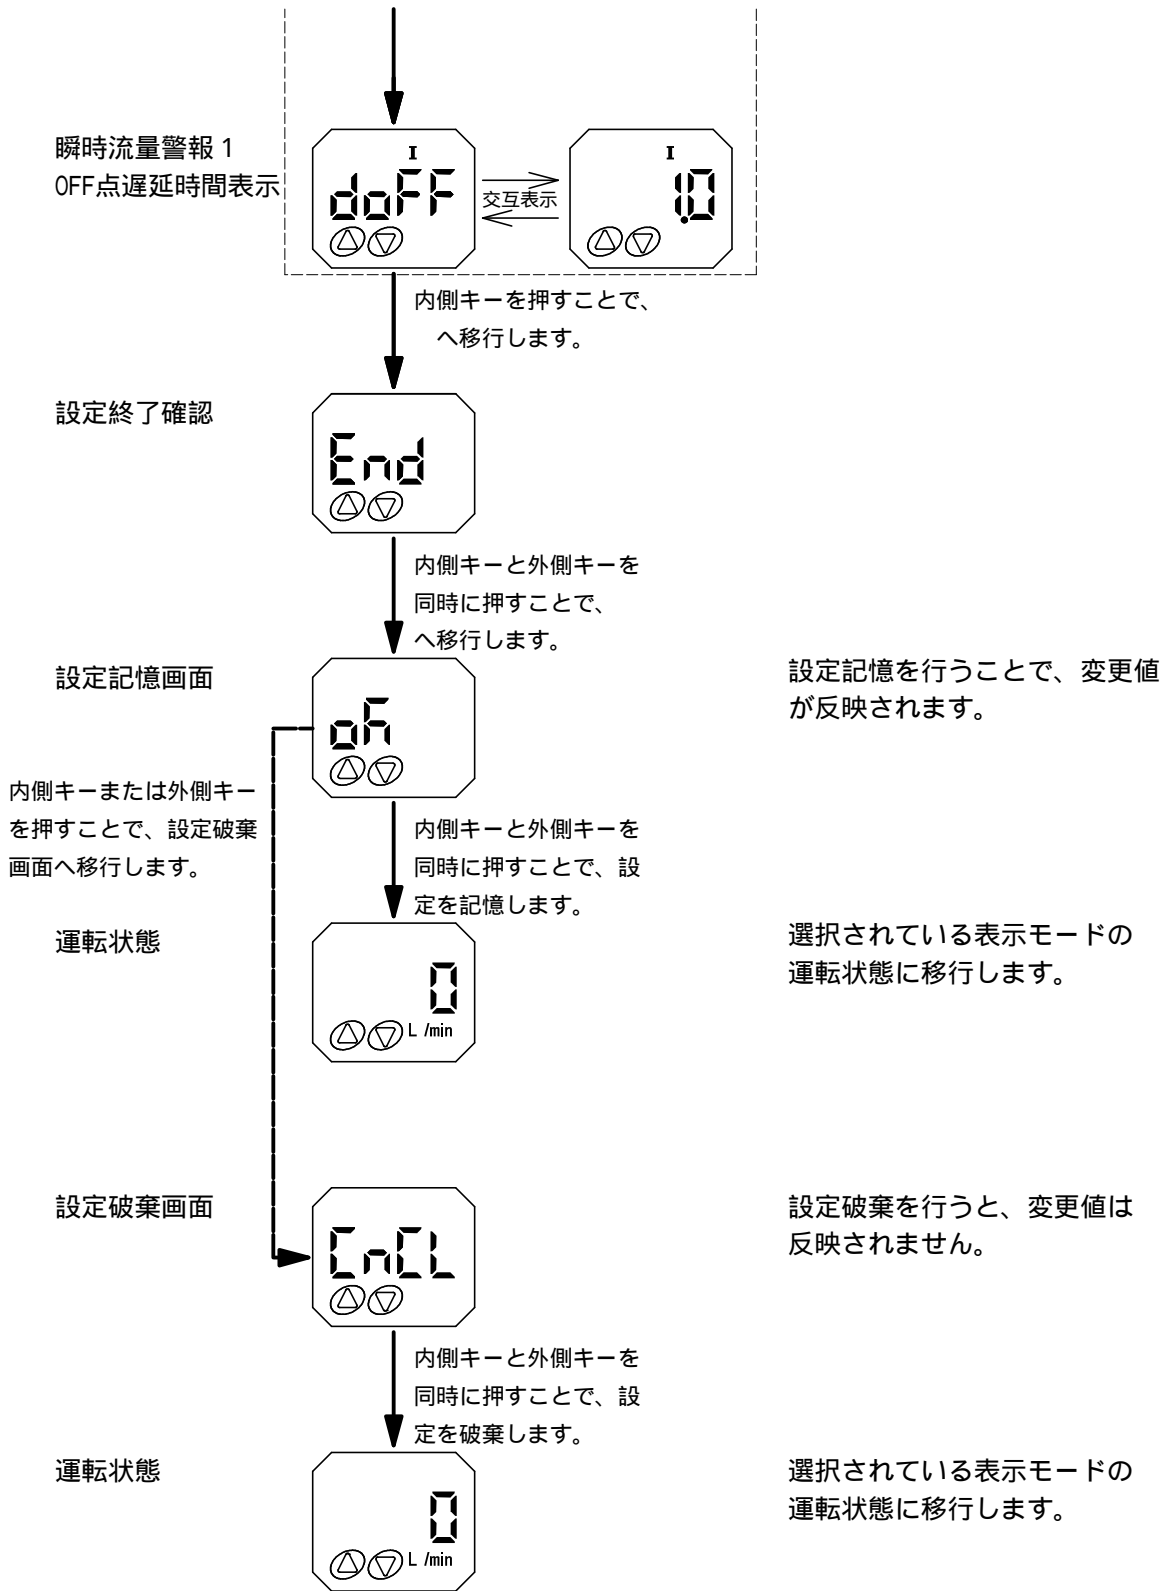 瞬時流量警報1
OFF点遅延時間表示
I
doFF
交互表示
I
1.0
内側キーを押すことで、
へ移行します。
設定終了確認
End
内側キーと外側キーを
同時に押すことで、
へ移行します。
設定記憶画面
oK
設定記憶を行うことで、変更値
が反映されます。
内側キーまたは外側キー
を押すことで、設定破棄
画面へ移行します。
内側キーと外側キーを
同時に押すことで、設
定を記憶します。
運転状態
0
L /min
選択されている表示モードの
運転状態に移行します。
設定破棄画面
CnCL
設定破棄を行うと、変更値は
反映されません。
内側キーと外側キーを
同時に押すことで、設
定を破棄します。
運転状態
0
L /min
選択されている表示モードの
運転状態に移行します。